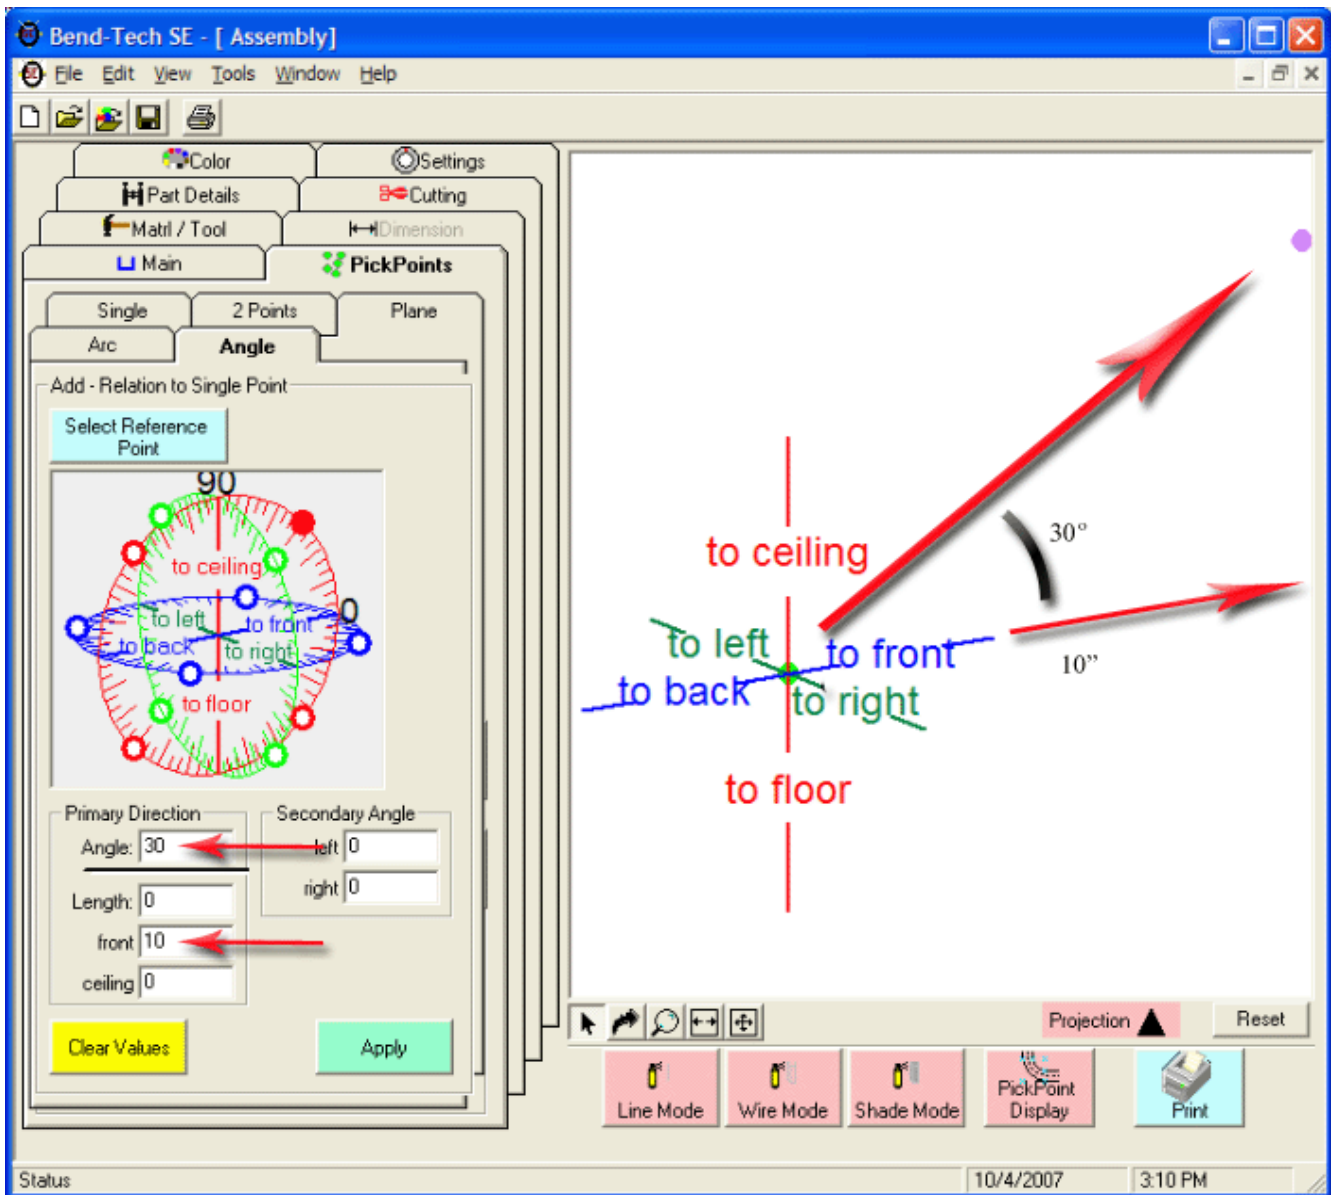 Bend-Tech SE - [ Assembly]
File Edit View Tools Window Help
Color Settings
Part Details Cutting
Matrl / Tool Dimension
Main PickPoints
Single 2 Points Plane
Arc Angle
Add - Relation to Single Point
Select Reference
Point
90
to ceiling
0
to left to front
to back to right
to floor
Primary Direction
Angle: 30
Length: 0
front 10
ceiling 0
Secondary Angle
left 0
right 0
Clear Values Apply
30°
to ceiling
to left to front
10”
to back to right
to floor
Projection Reset
Line Mode Wire Mode Shade Mode
PickPoint
Display
Print
Status 10/4/2007 3:10 PM